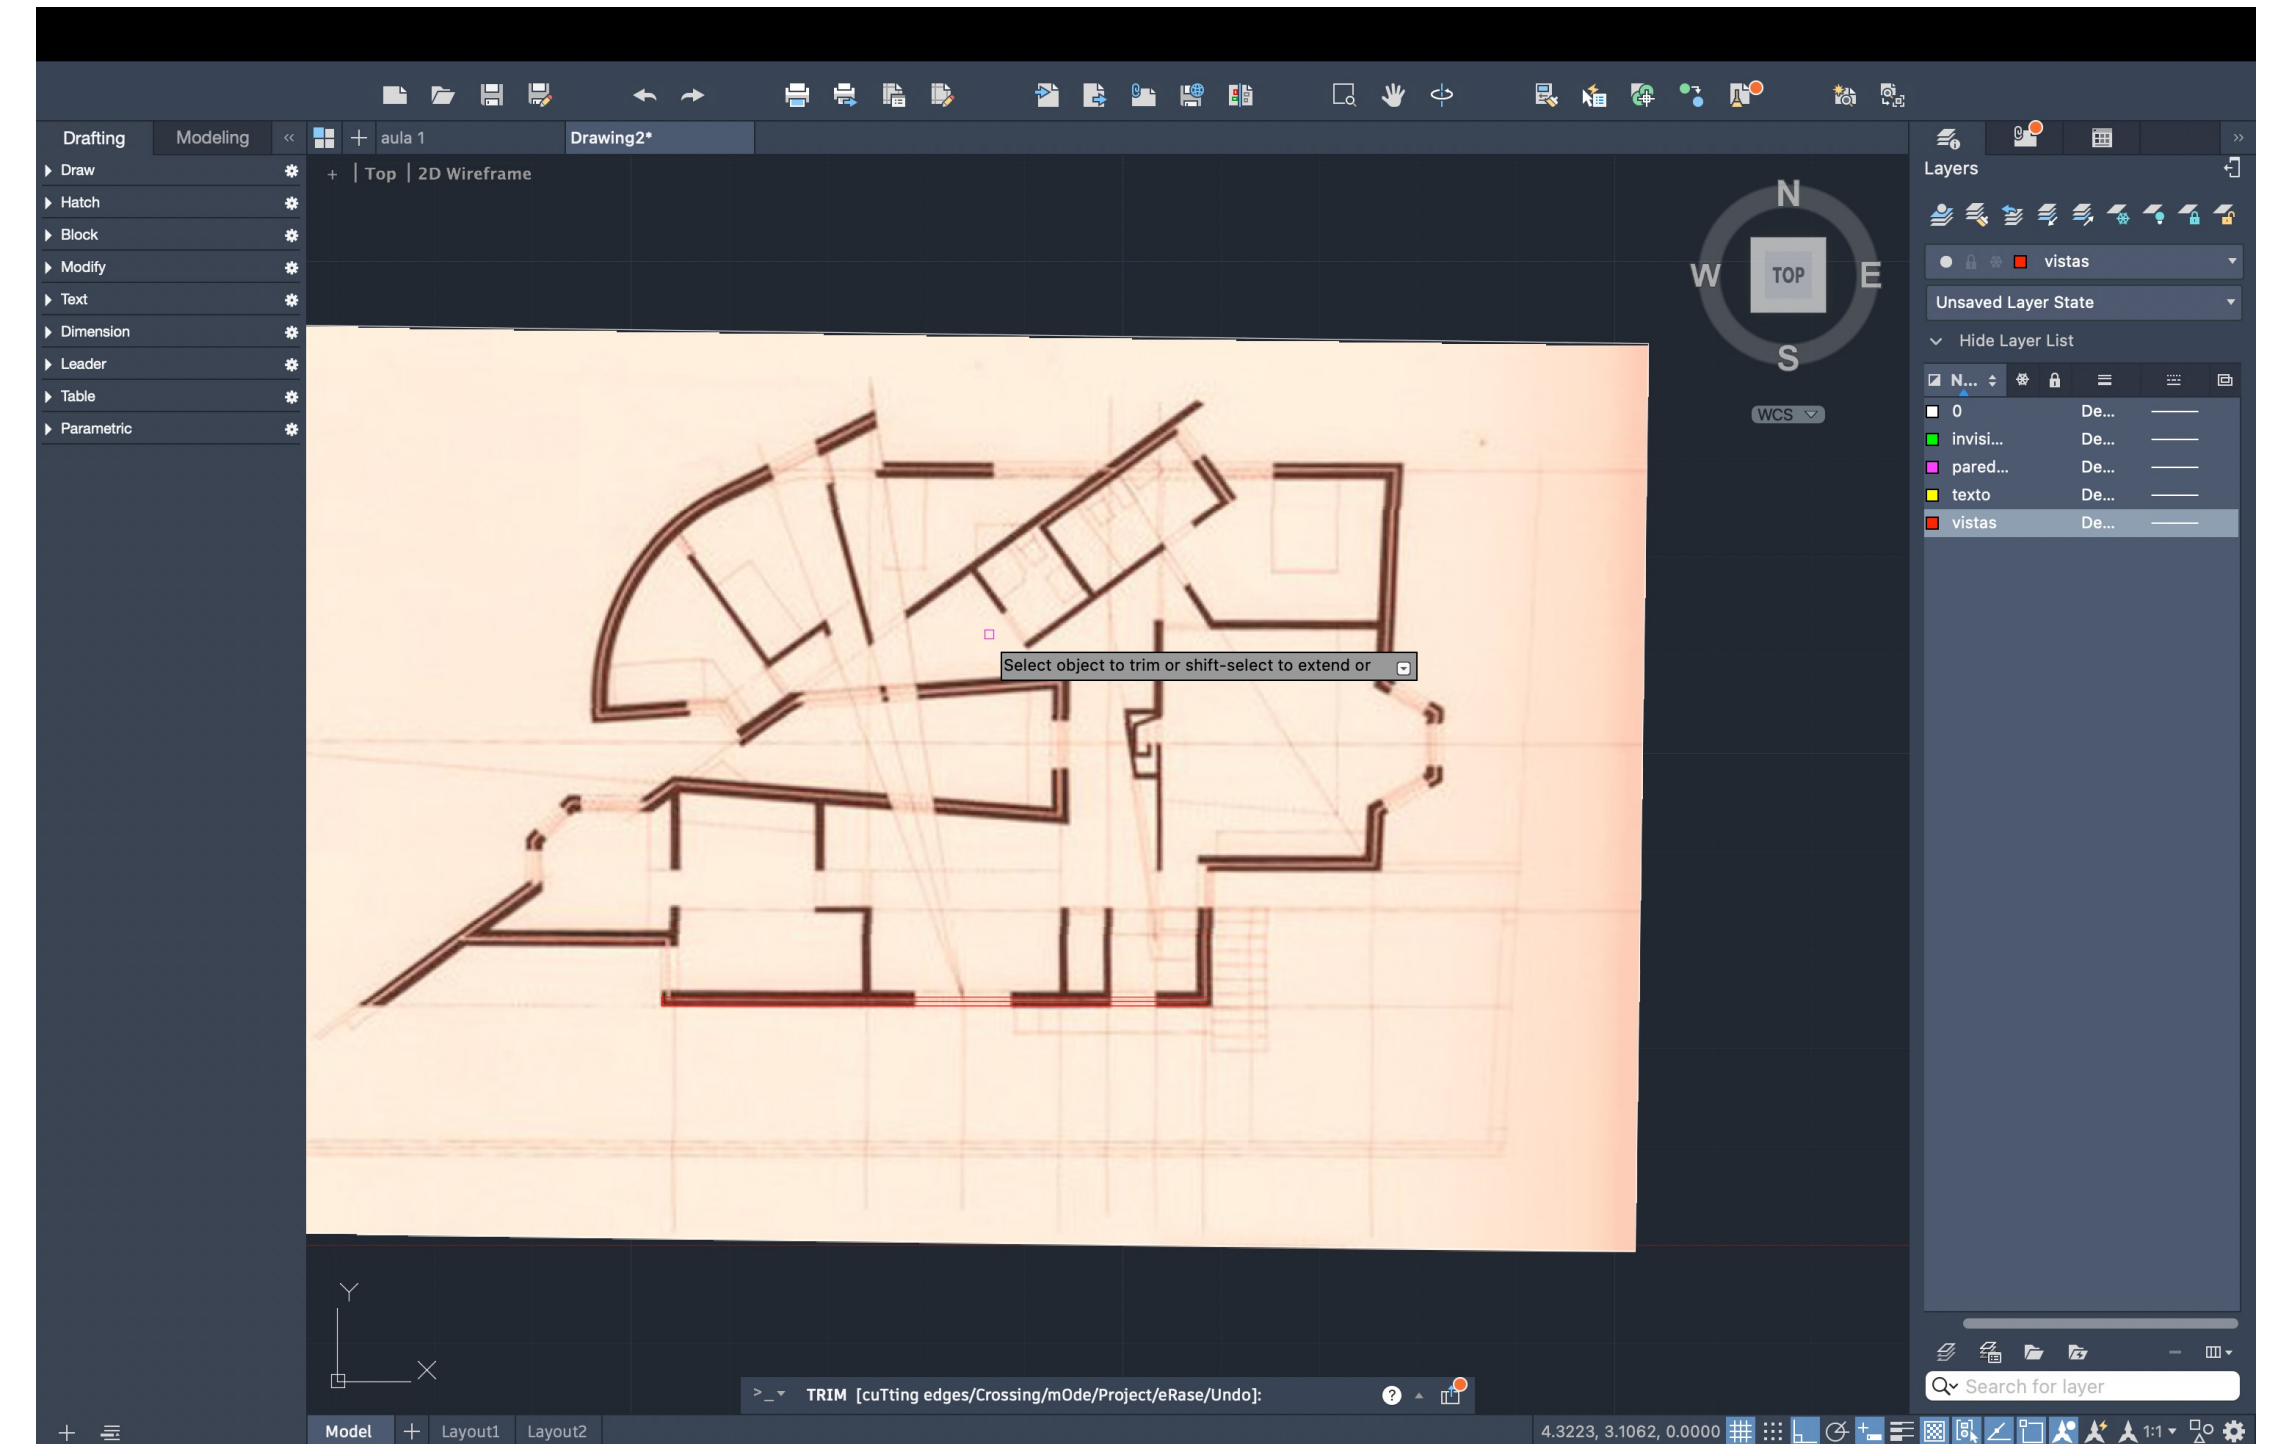 Drafting Modeling
aula 1
Drawing2*
Draw
Hatch
Block
Modify
Text
Dimension
Leader
Table
Parametric
+ | Top | 2D Wireframe
N
W TOP E
S
WCS
Select object to trim or shift-select to extend or
Y
X
>_ TRIM [cuTting edges/Crossing/mOde/Project/eRase/Undo]:
Model
Layout1
Layout2
4.3223, 3.1062, 0.0000
1:1
Layers
vistas
Unsaved Layer State
Hide Layer List
N...
0 De...
invisi... De...
pared... De...
texto De...
vistas De...
Search for layer